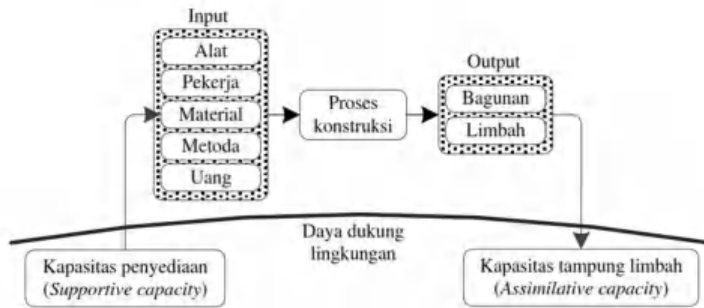 Input
Alat
Pekerja
Material
Metoda
Uang
Proses
konstruksi
Output
Bagunan
Limbah
Daya dukung
lingkungan
Kapasitas penyediaan
(Supportive capacity)
Kapasitas tampung limbah
(Assimilative capacity)